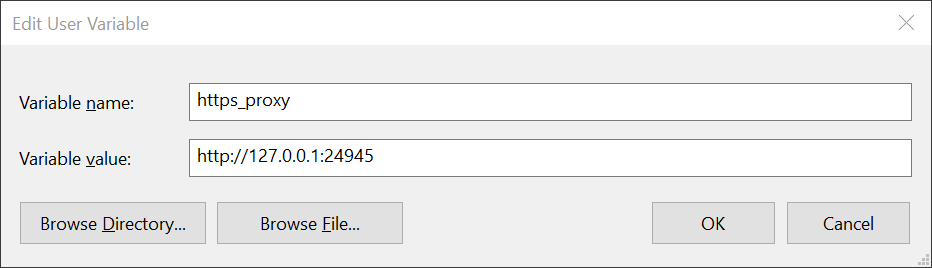 Edit User Variable
Variable name: https_proxy
Variable value: http://127.0.0.1:24945
Browse Directory... Browse File... OK Cancel